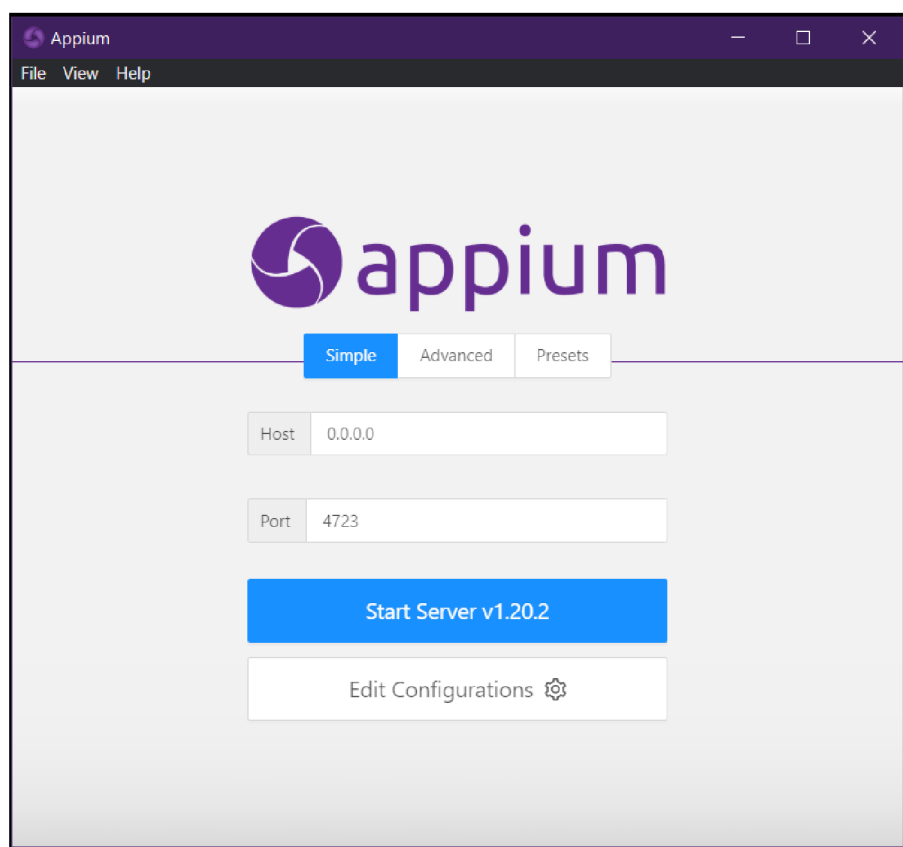 Appium
File View Help
appium
Simple Advanced Presets
Host 0.0.0.0
Port 4723
Start Server v1.20.2
Edit Configurations